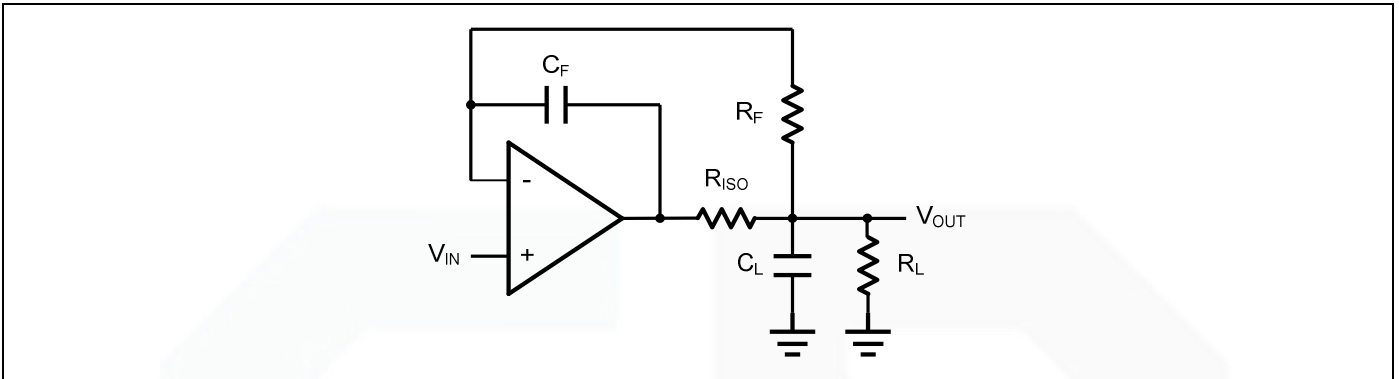 C_F
R_F
-
R_ISO
V_OUT
V_IN
+
C_L
R_L